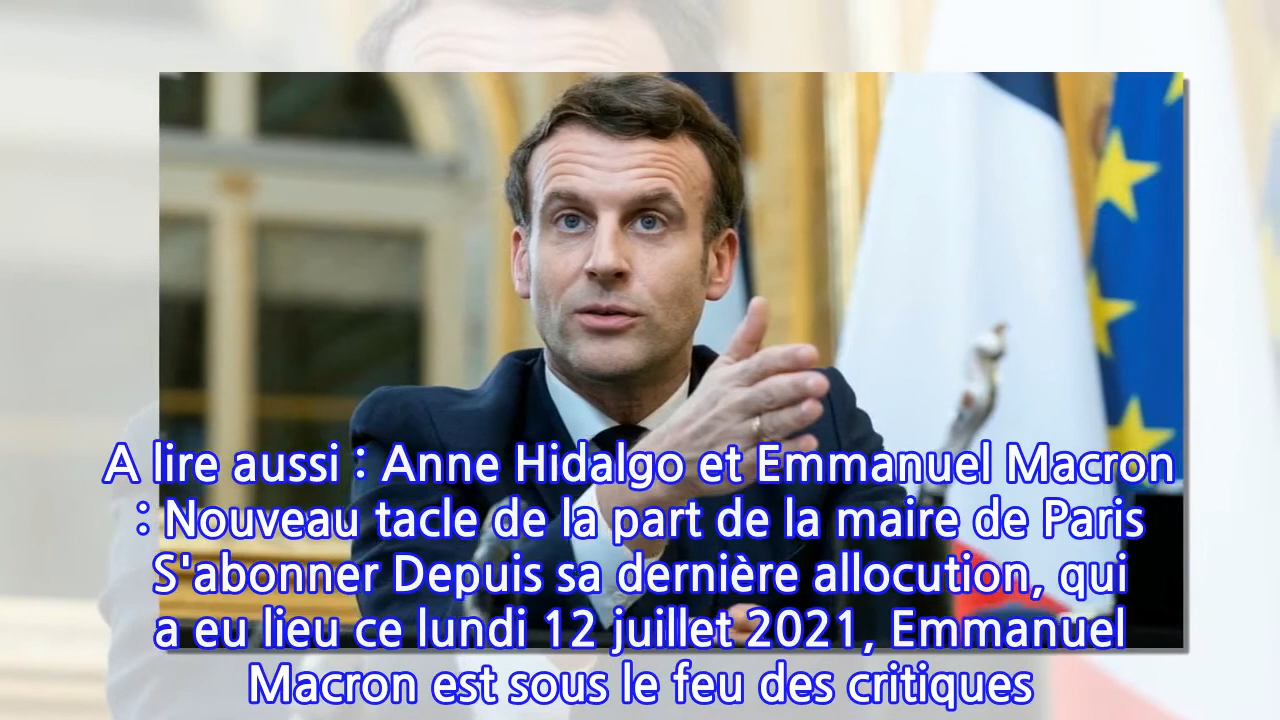 A lire aussi : Anne Hidalgo et Emmanuel Macron
: Nouveau tacle de la part de la maire de Paris
S'abonner Depuis sa dernière allocution, qui
a eu lieu ce lundi 12 juillet 2021, Emmanuel
Macron est sous le feu des critiques